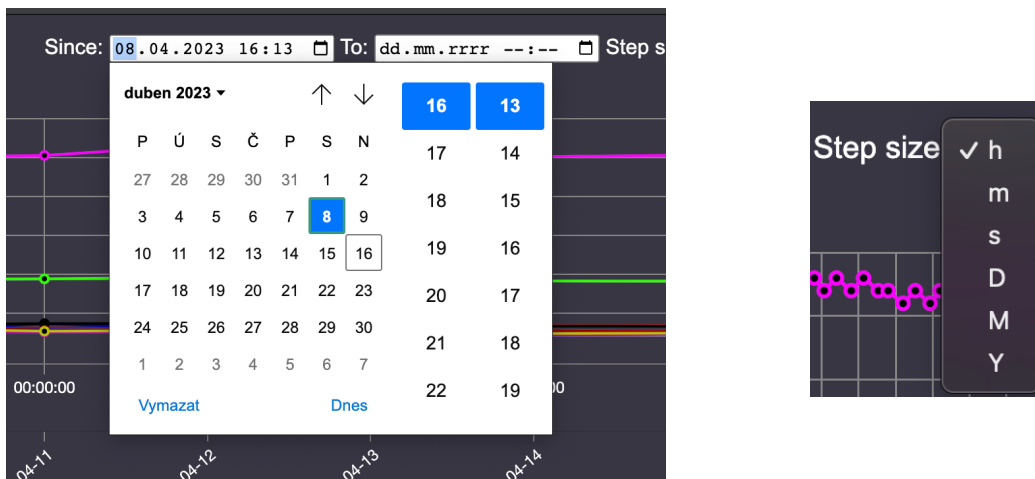 Since: 08.04.2023 16:13 To: dd.mm.rrrr --:-- Step s
duben 2023
16 13
P Ú S Č P S N
17 14
27 28 29 30 31 1 2
18 15
3 4 5 6 7 8 9
19 16
10 11 12 13 14 15 16
20 17
17 18 19 20 21 22 23
21 18
24 25 26 27 28 29 30
22 19
1 2 3 4 5 6 7
Vymazat Dnes
00:00:00
00
04-11 04-12 04-13 04-14
Step size
h
m
s
D
M
Y